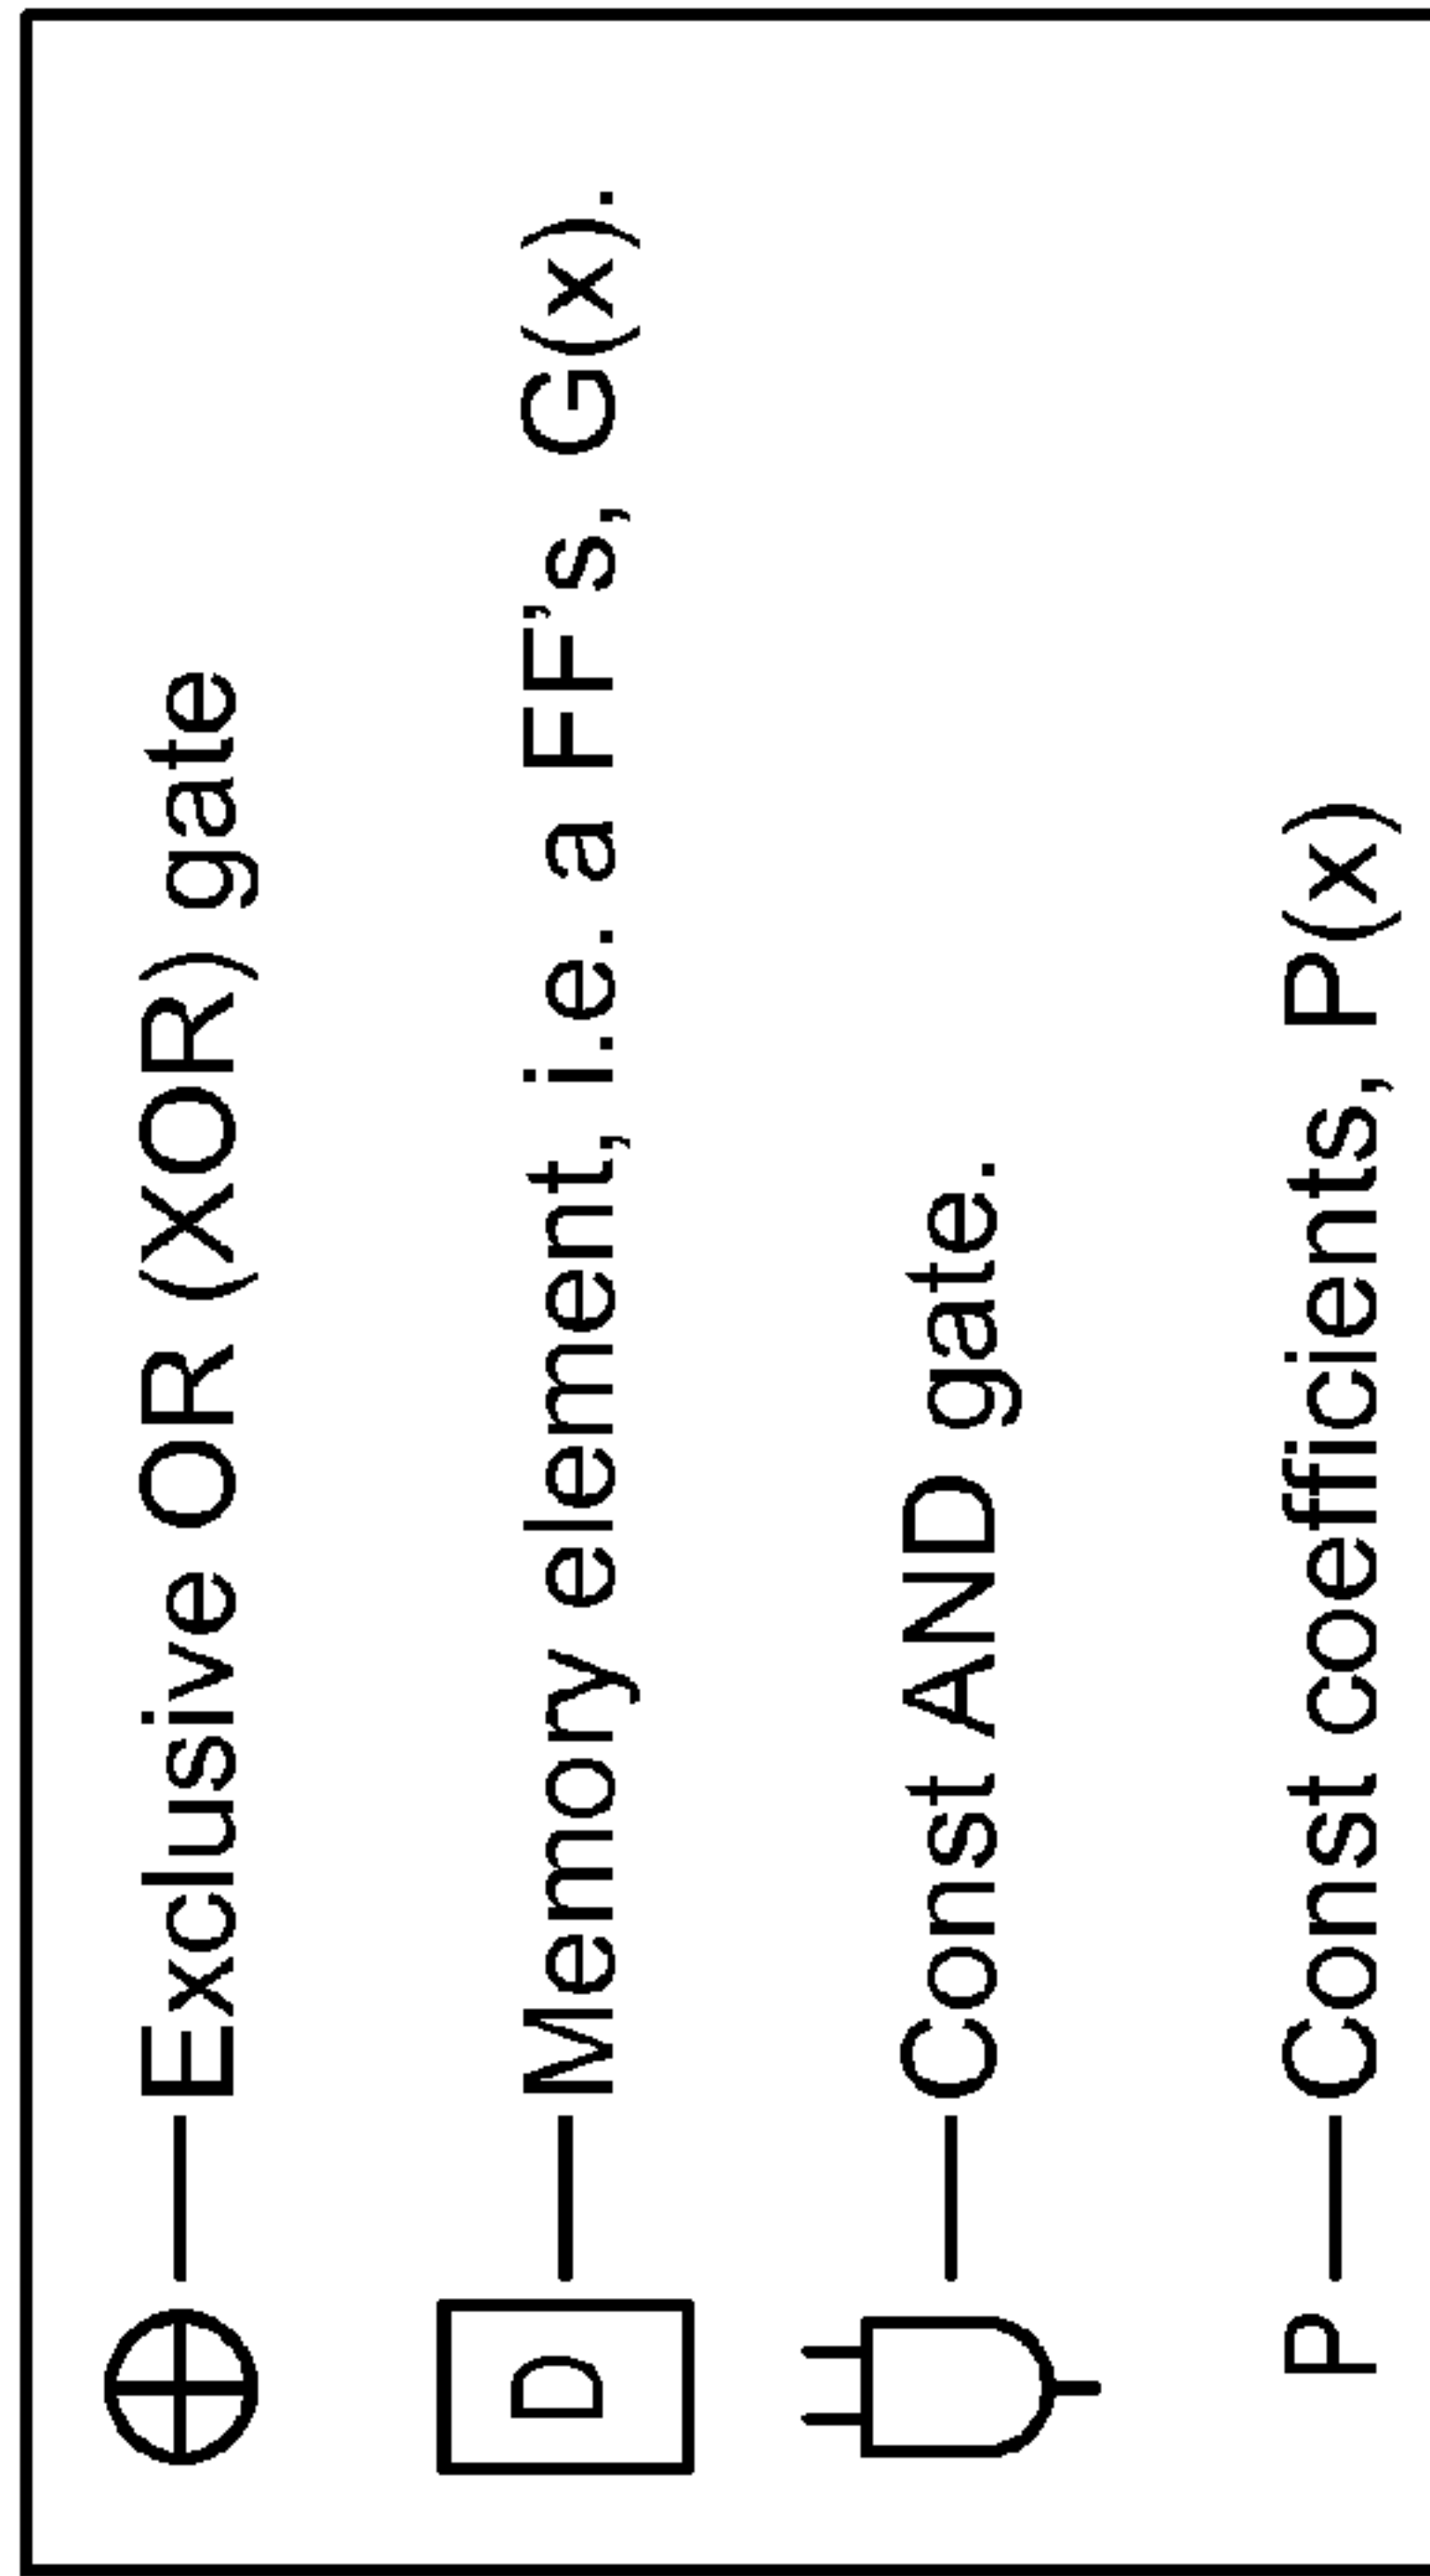 ⊕ — Exclusive OR (XOR) gate
D — Memory element, i.e. a FF's, G(x).
— Const AND gate.
P — Const coefficients, P(x)